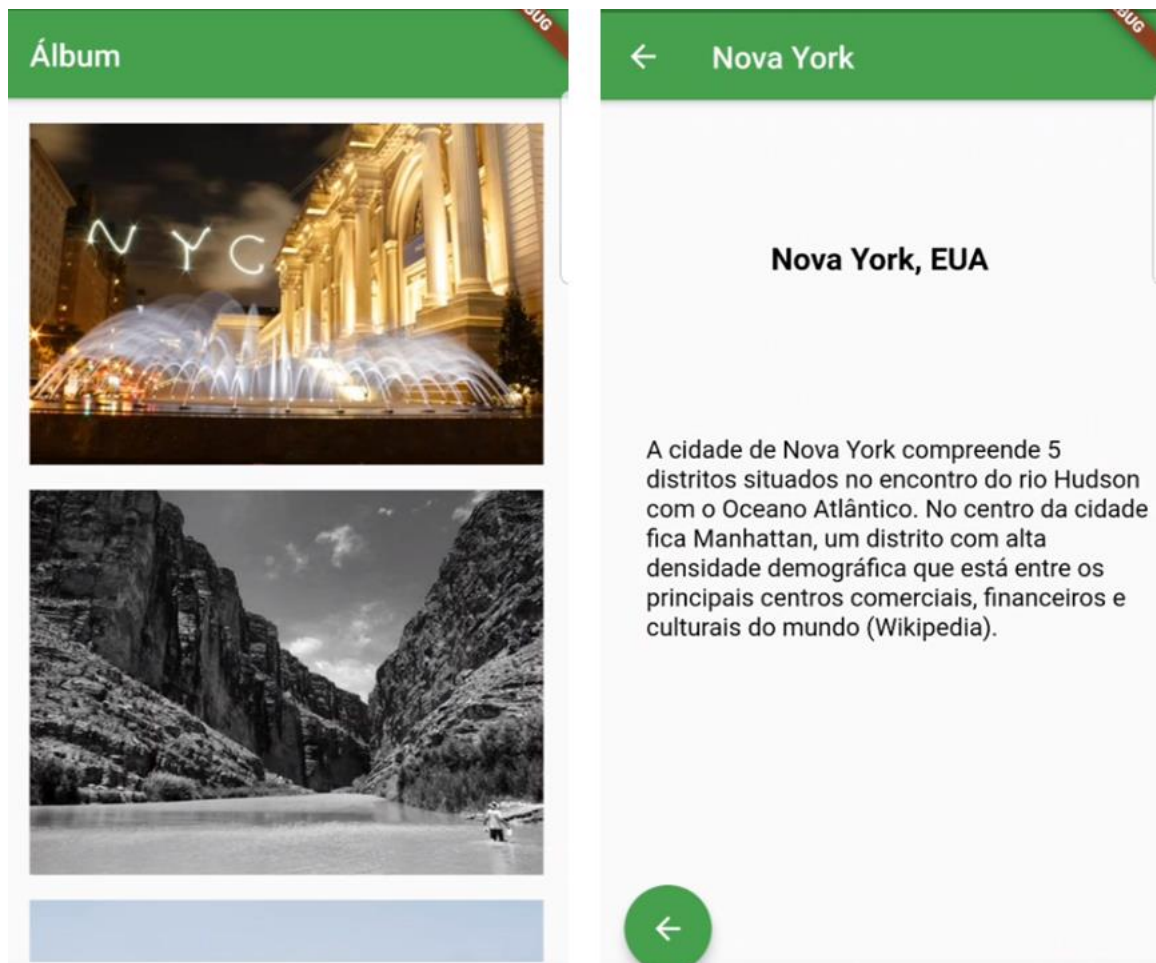 Álbum
UG
NYC
Nova York
UG
Nova York, EUA
A cidade de Nova York compreende 5
distritos situados no encontro do rio Hudson
com o Oceano Atlântico. No centro da cidade
fica Manhattan, um distrito com alta
densidade demográfica que está entre os
principais centros comerciais, financeiros e
culturais do mundo (Wikipedia).